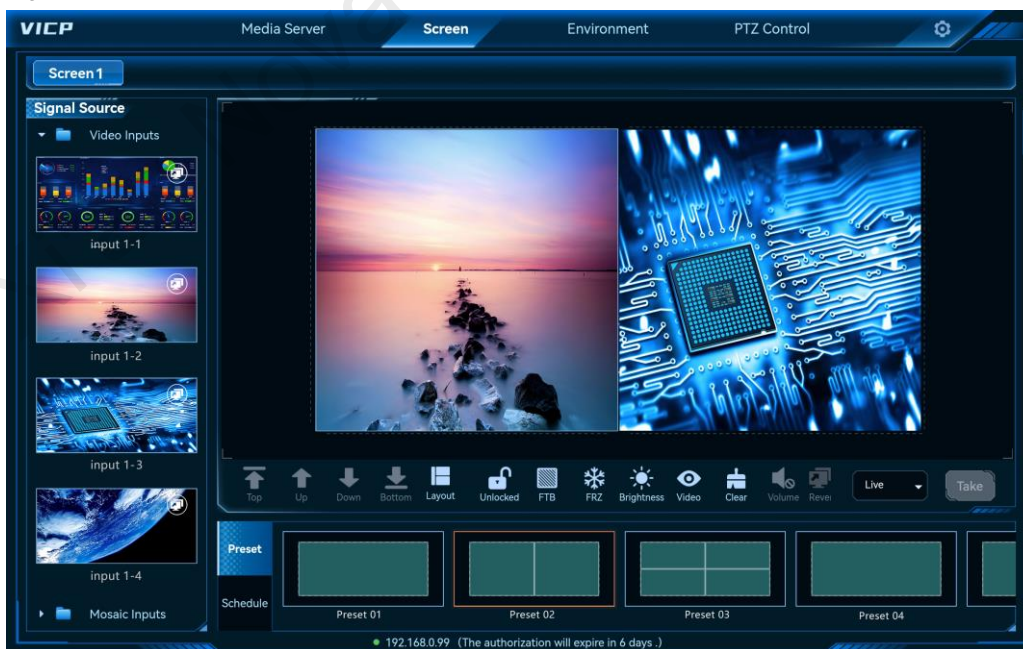 VICP
Media Server
Screen
Environment
PTZ Control
Screen1
Signal Source
Video Inputs
input 1-1
input 1-2
input 1-3
input 1-4
Mosaic Inputs
Top
Up
Down
Bottom
Layout
Unlocked
FTB
FRZ
Brightness
Video
Clear
Volume
Rever
Live
Take
Preset
Schedule
Preset 01
Preset 02
Preset 03
Preset 04
192.168.0.99 (The authorization will expire in 6 days .)